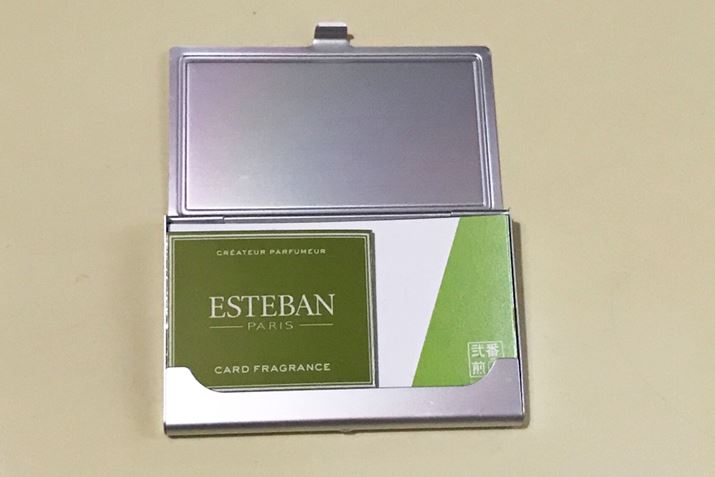 CRÉATEUR PARFUMEUR
ESTEBAN
PARIS
CARD FRAGRANCE
弐番
煎